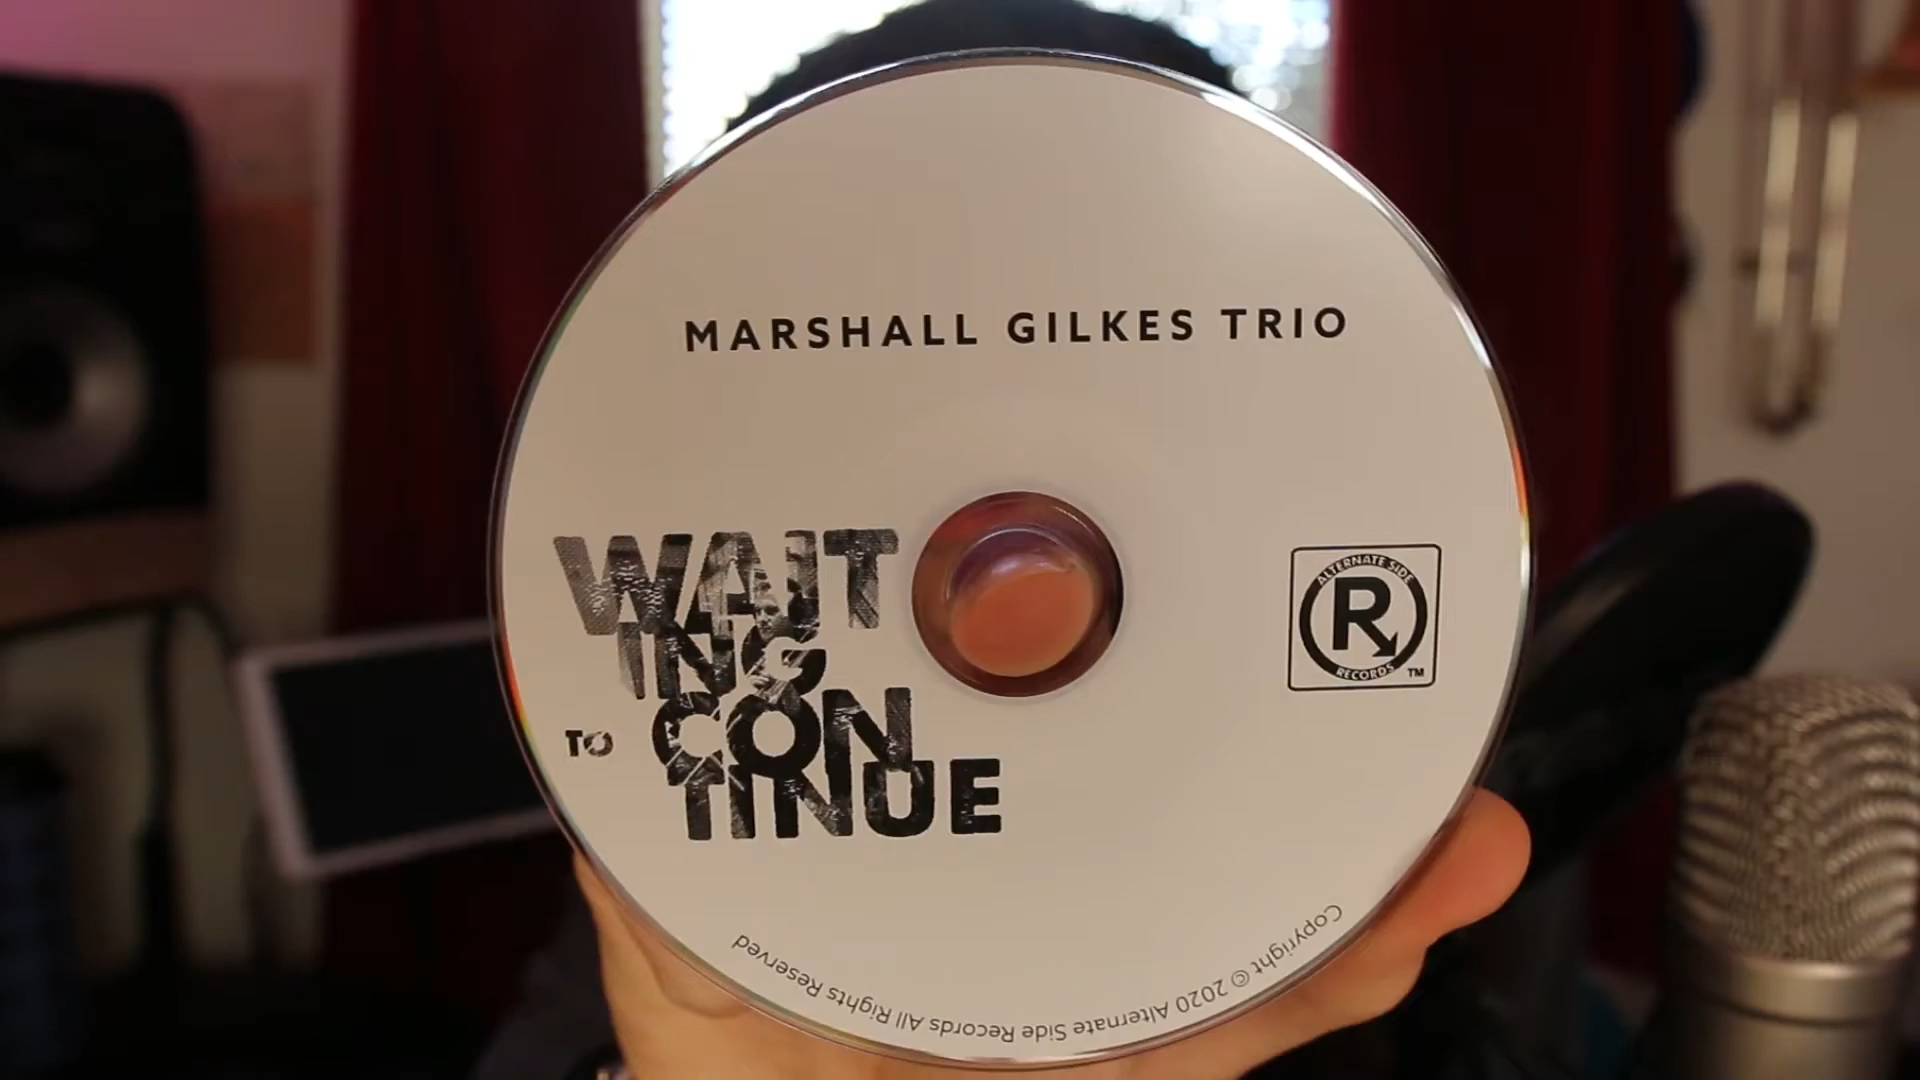 MARSHALL GILKES TRIO
WAIT
ING
TO CON
TINUE
ALTERNATE SIDE
R
RECORDS
TM
Copyright © 2020 Alternate Side Records All Rights Reserved